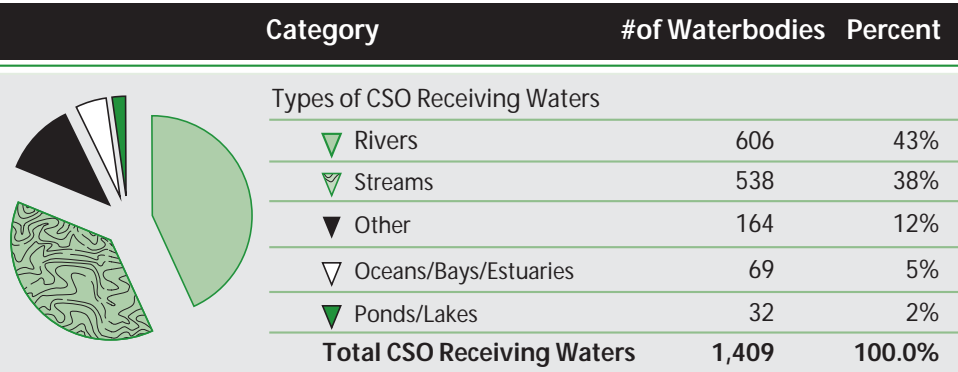 Category #of Waterbodies Percent
Types of CSO Receiving Waters
Rivers 606 43%
Streams 538 38%
Other 164 12%
Oceans/Bays/Estuaries 69 5%
Ponds/Lakes 32 2%
Total CSO Receiving Waters 1,409 100.0%